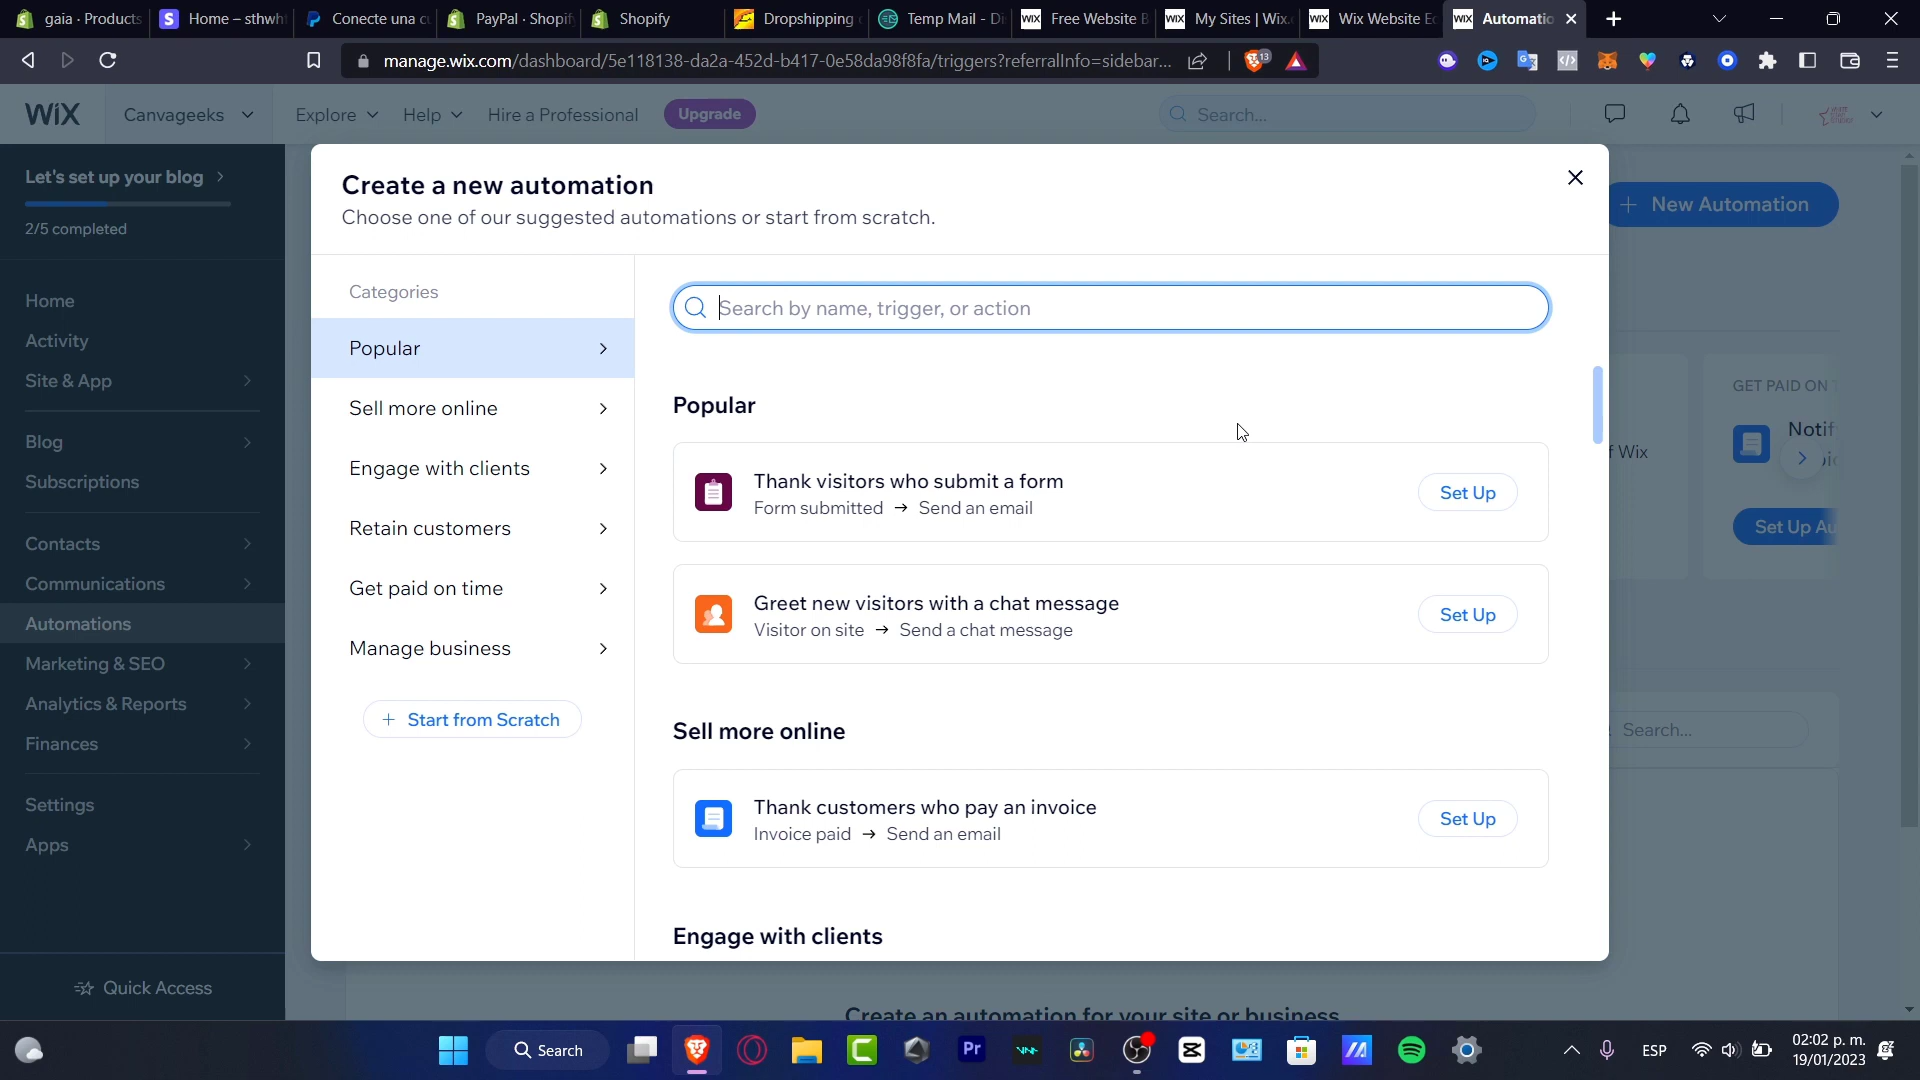 gaia · Products
Home – sthwh
Conecte una cu
PayPal · Shopify
Shopify
Dropshipping
Temp Mail - Di
Free Website B
My Sites | Wix.c
Wix Website Ed
Automatio
manage.wix.com/dashboard/5e118138-da2a-452d-b417-0e58da98f8fa/triggers?referralInfo=sidebar...
13
WiX
Canvageeks
Explore
Help
Hire a Professional
Upgrade
Search...
Let's set up your blog
2/5 completed
Home
Activity
Site & App
Blog
Subscriptions
Contacts
Communications
Automations
Marketing & SEO
Analytics & Reports
Finances
Settings
Apps
Quick Access
Create a new automation
Choose one of our suggested automations or start from scratch.
Categories
Popular
Sell more online
Engage with clients
Retain customers
Get paid on time
Manage business
+ Start from Scratch
Search by name, trigger, or action
Popular
Thank visitors who submit a form
Form submitted → Send an email
Set Up
Greet new visitors with a chat message
Visitor on site → Send a chat message
Set Up
Sell more online
Thank customers who pay an invoice
Invoice paid → Send an email
Set Up
Engage with clients
+ New Automation
GET PAID ON
Notif
f Wix
Set Up Au
Search...
Create an automation for your site or business
Search
Pr
ESP
02:02 p. m.
19/01/2023